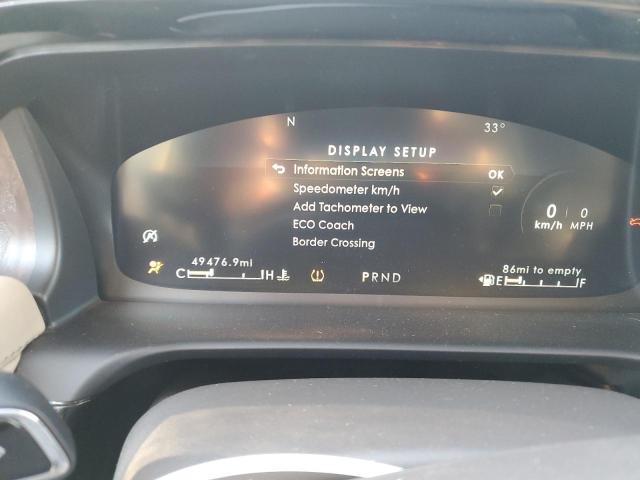 N 33°
DISPLAY SETUP
Information Screens OK
Speedometer km/h
Add Tachometer to View
ECO Coach
Border Crossing
0 0
km/h MPH
49476.9mi
C H
PRND
86mi to empty
E F